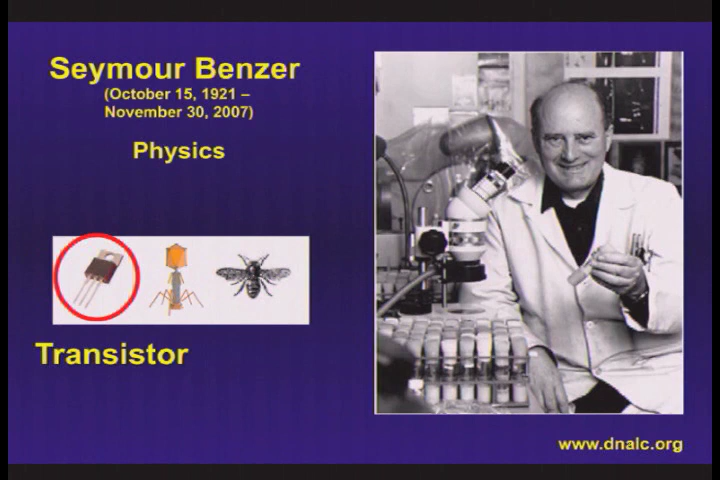 Seymour Benzer
(October 15, 1921 –
November 30, 2007)
Physics
Transistor
www.dnalc.org